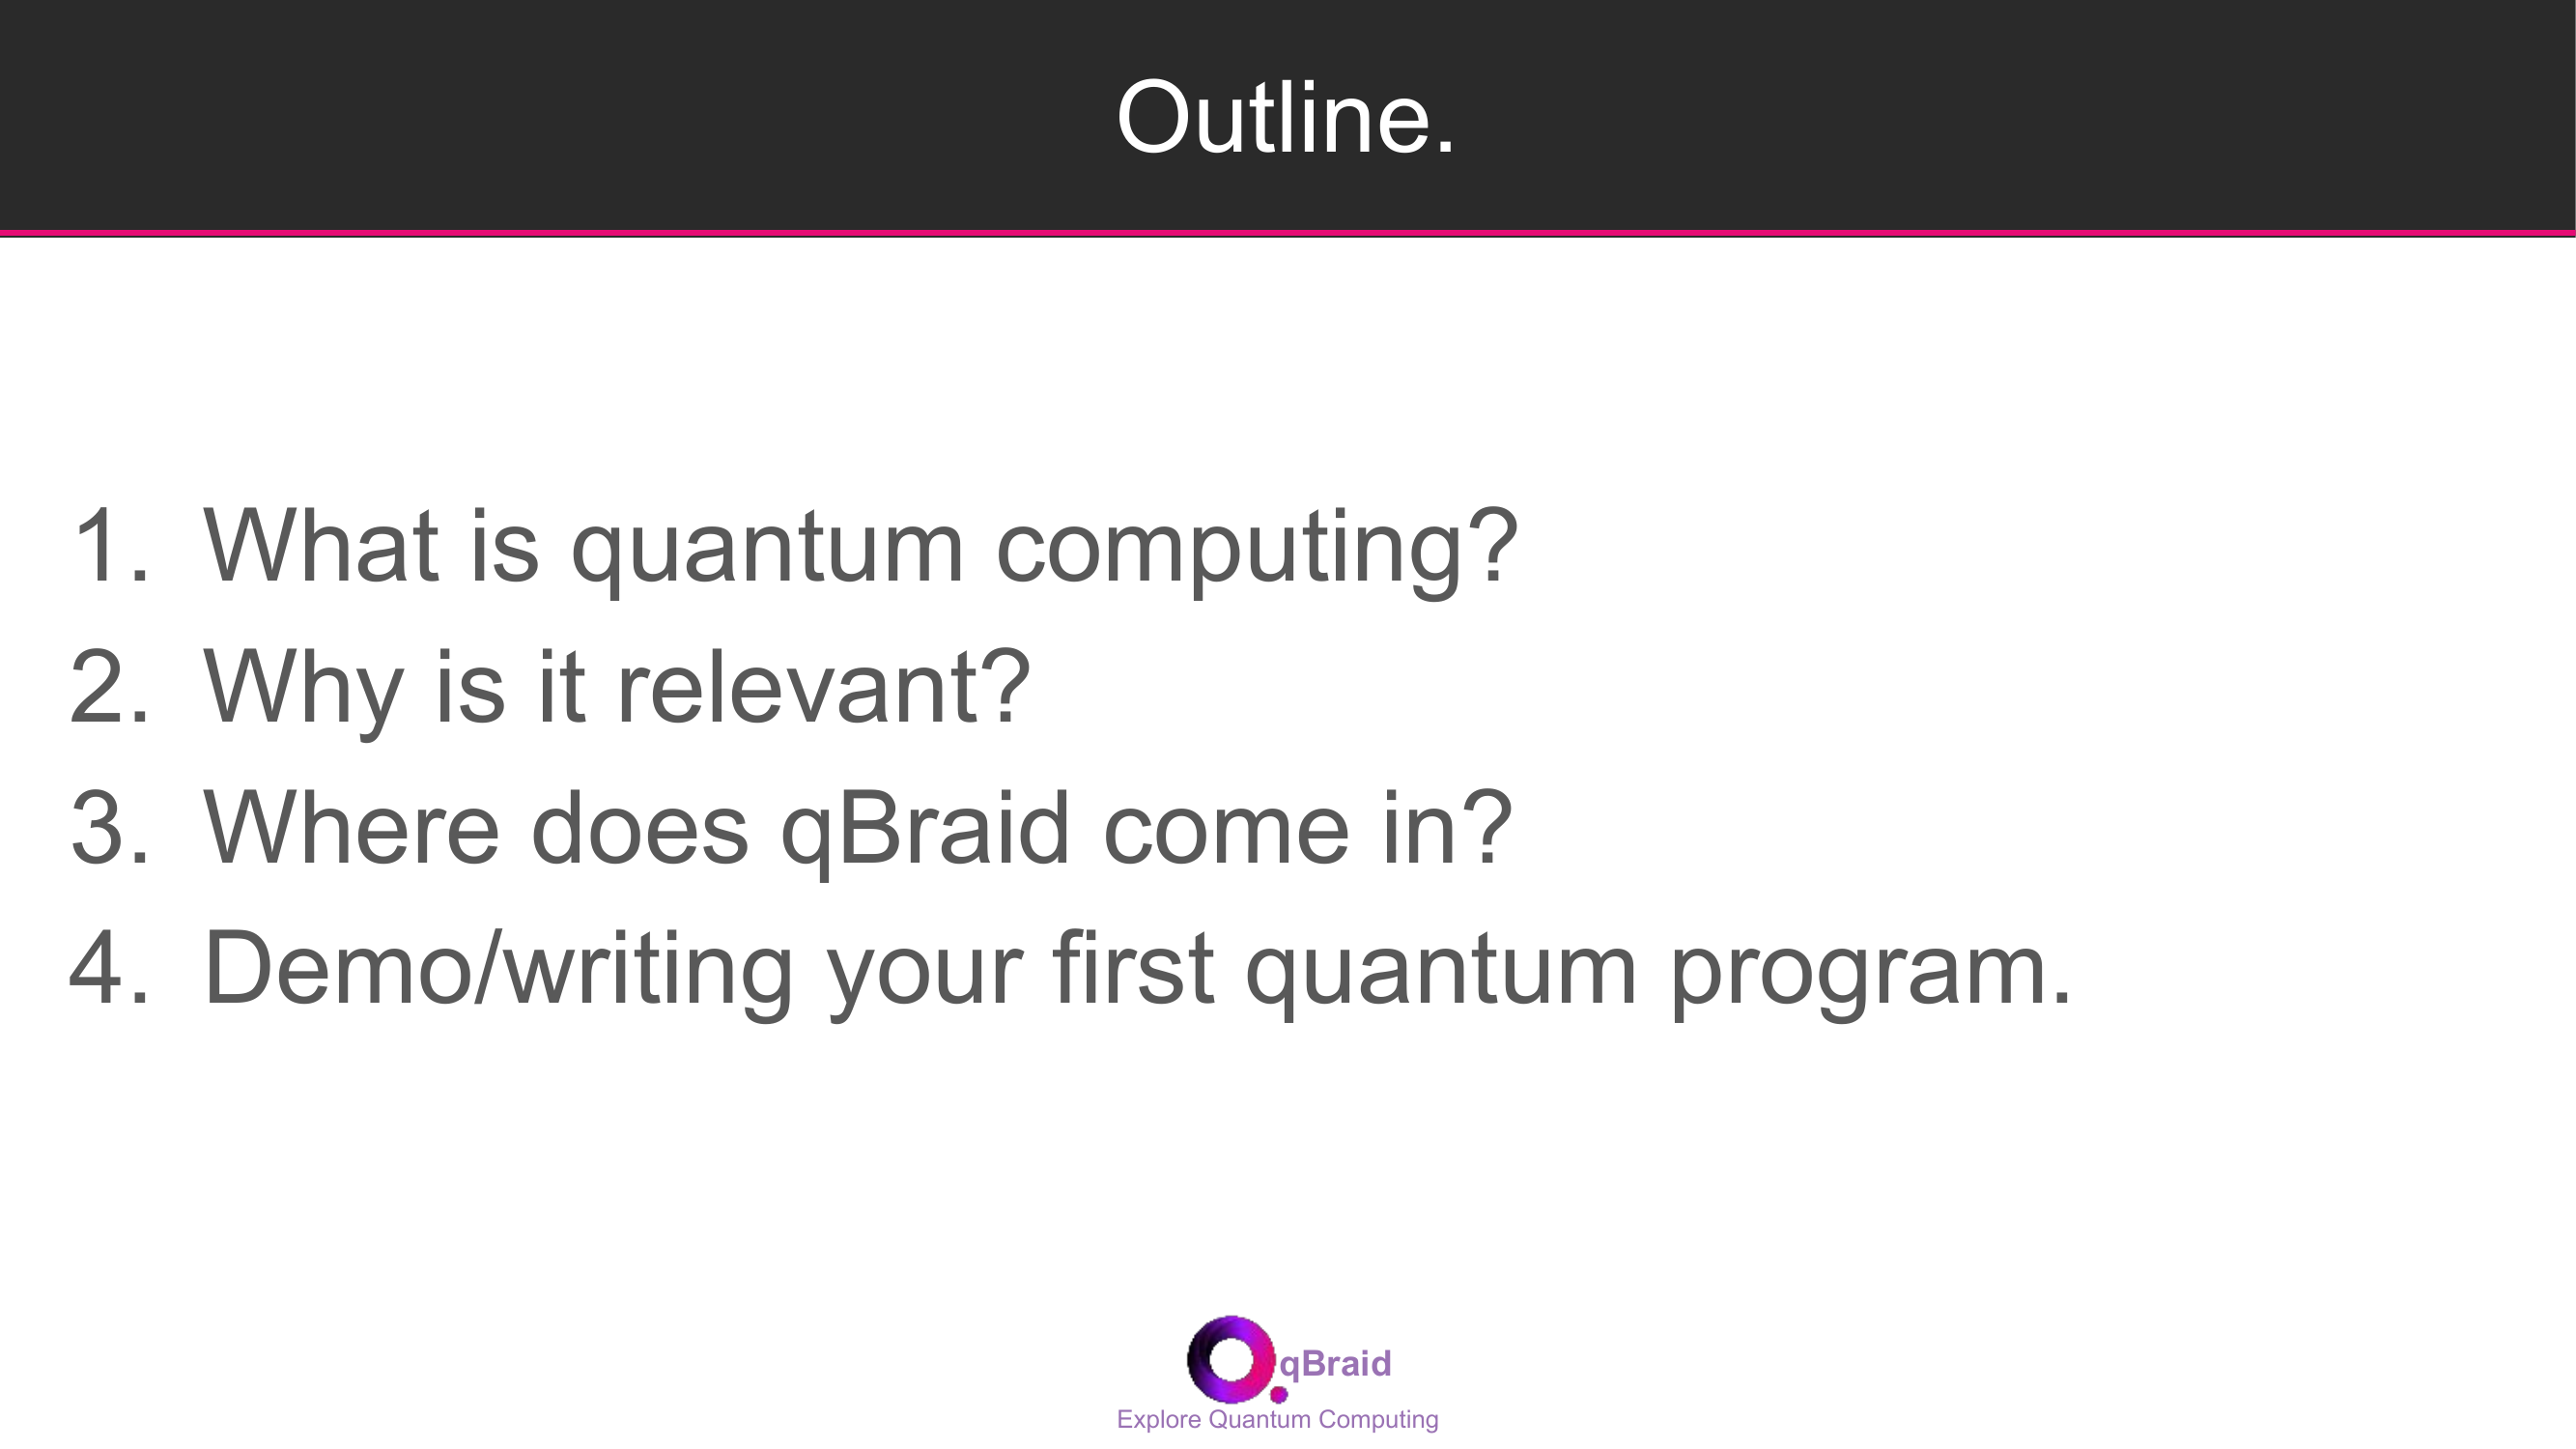 Outline.
1. What is quantum computing?
2. Why is it relevant?
3. Where does qBraid come in?
4. Demo/writing your first quantum program.
qBraid
Explore Quantum Computing